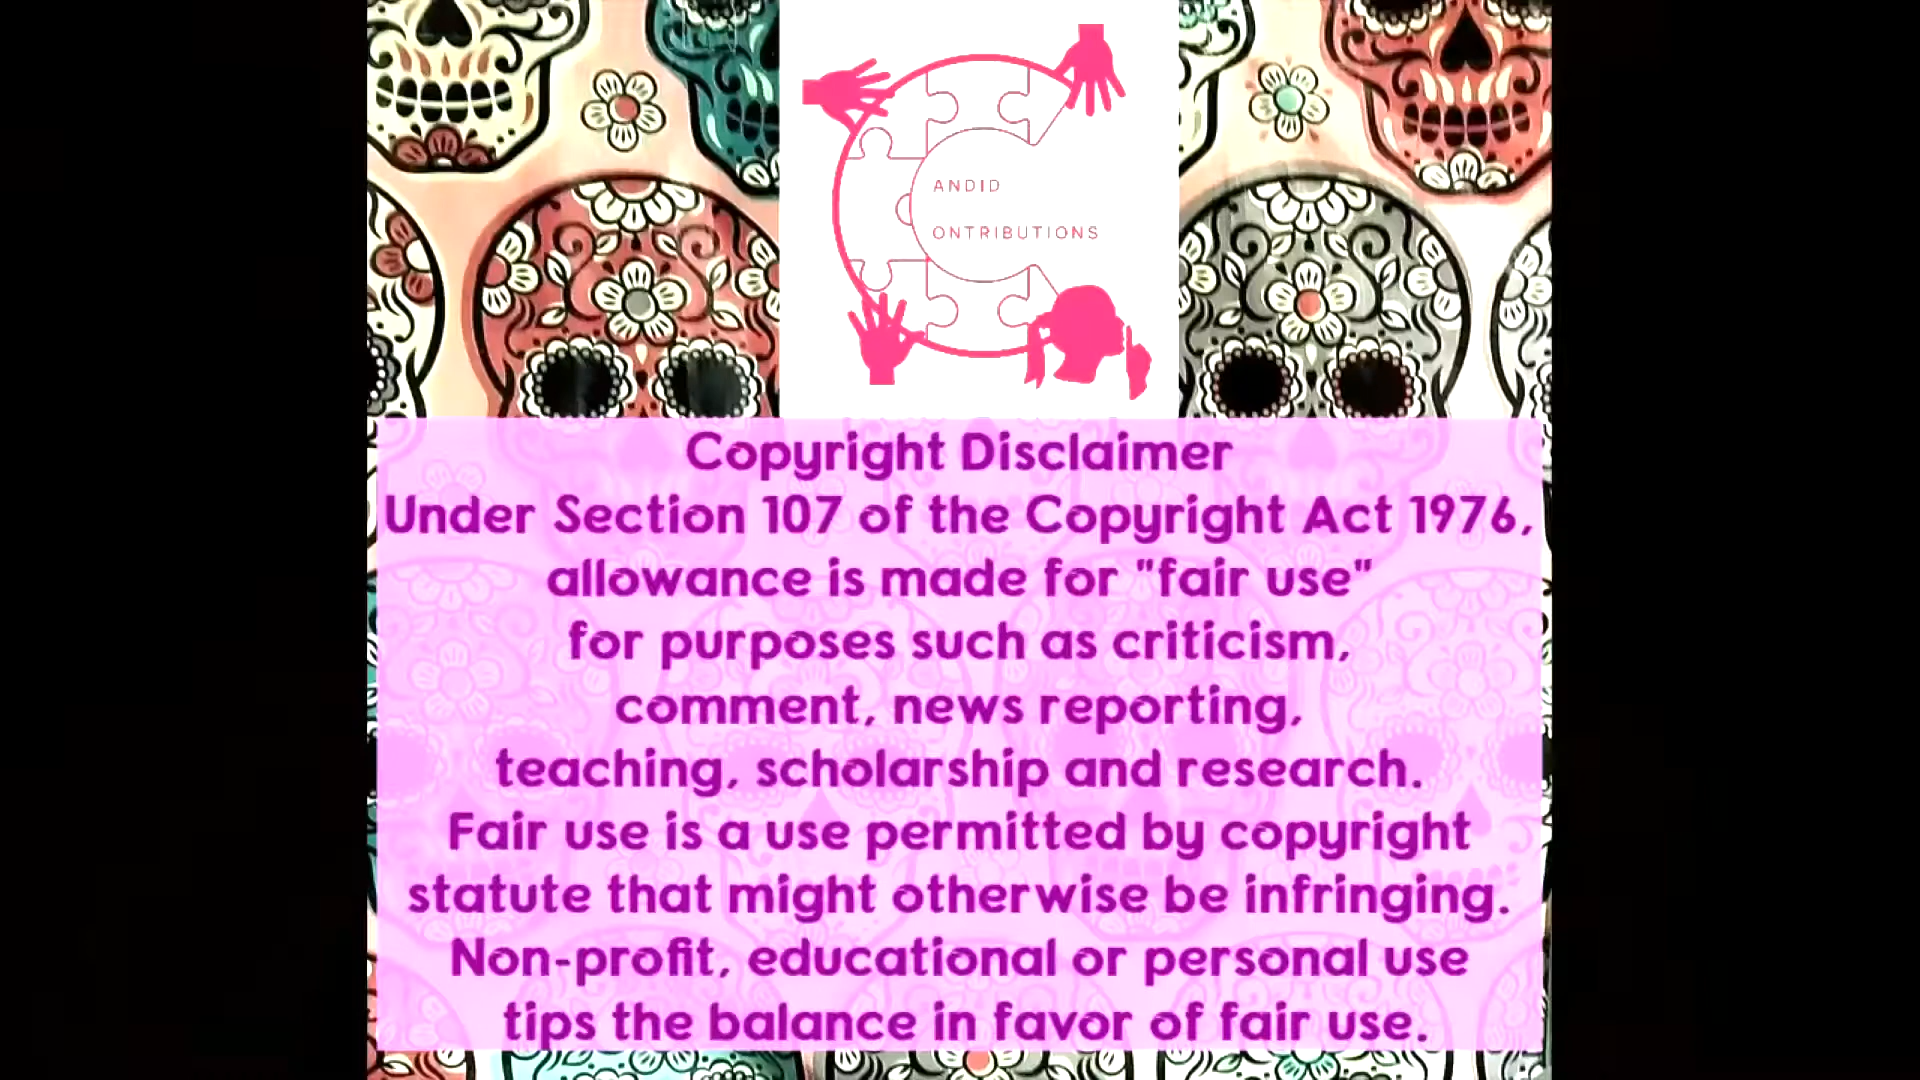 ANDID
ONTRIBUTIONS
Copyright Disclaimer
Under Section 107 of the Copyright Act 1976,
allowance is made for "fair use"
for purposes such as criticism,
comment, news reporting,
teaching, scholarship and research.
Fair use is a use permitted by copyright
statute that might otherwise be infringing.
Non-profit, educational or personal use
tips the balance in favor of fair use.